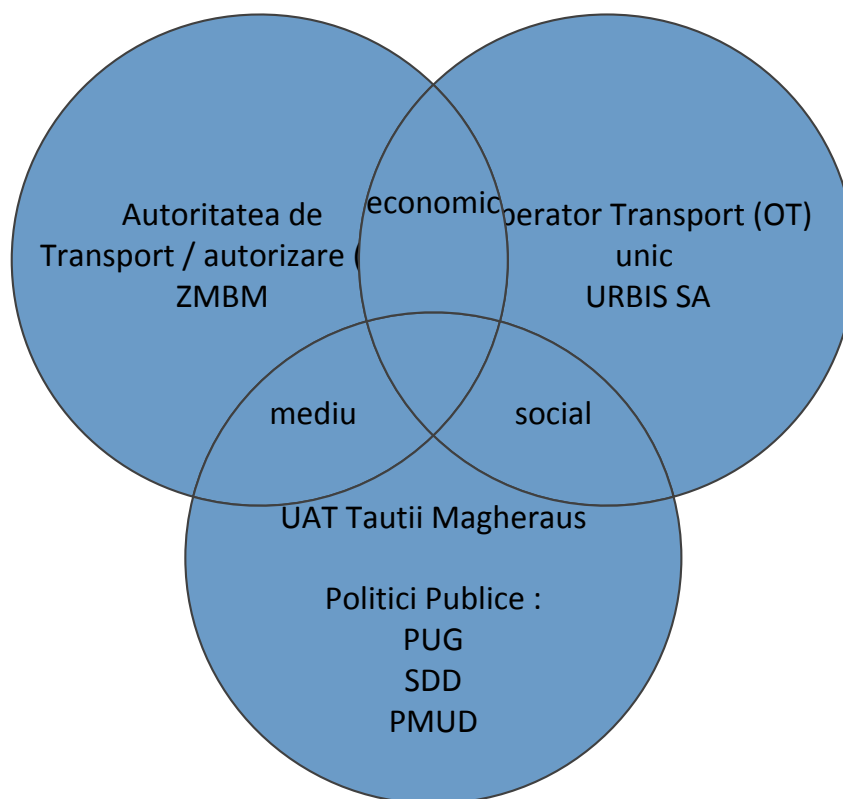 economic
Autoritatea de
Transport / autorizare (
ZMBM
perator Transport (OT)
unic
URBIS SA
mediu
social
UAT Tautii Magheraus
Politici Publice :
PUG
SDD
PMUD